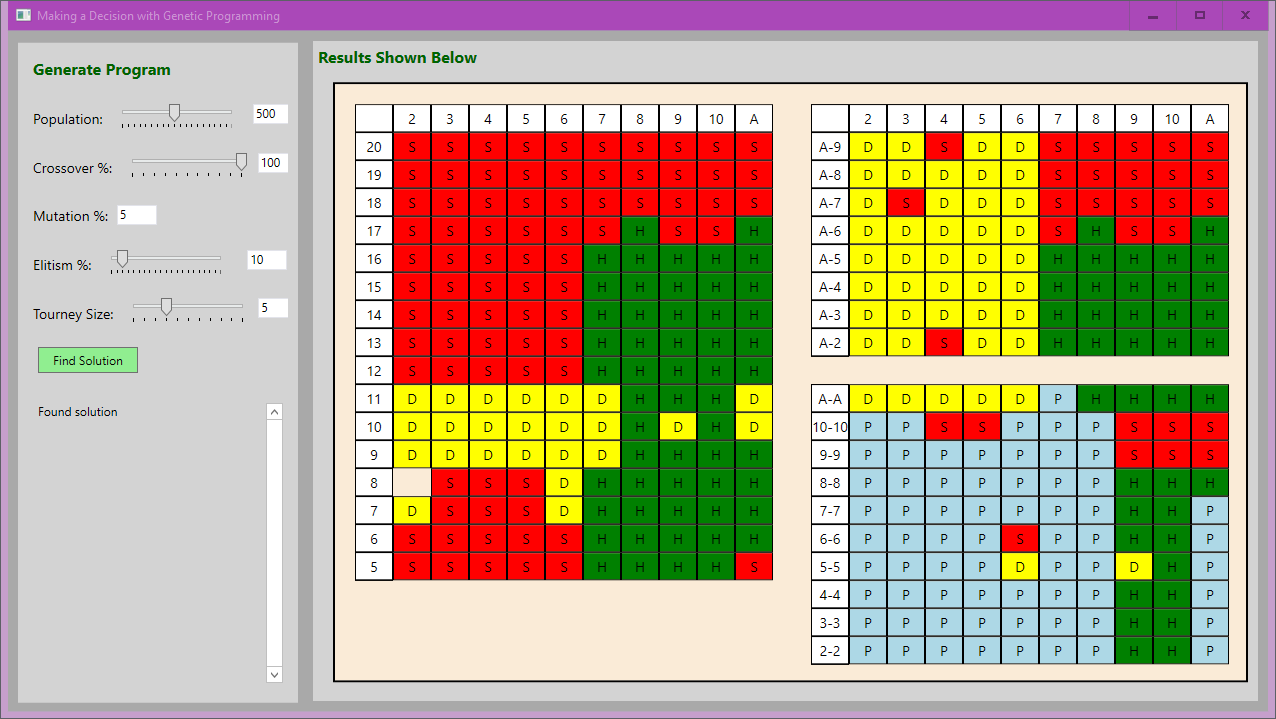 Making a Decision with Genetic Programming
Generate Program
Population: 500
Crossover %: 100
Mutation %: 5
Elitism %: 10
Tourney Size: 5
Find Solution
Found solution
Results Shown Below
2 3 4 5 6 7 8 9 10 A
20 S S S S S S S S S S
19 S S S S S S S S S S
18 S S S S S S S S S S
17 S S S S S S H S S H
16 S S S S S H H H H H
15 S S S S S H H H H H
14 S S S S S H H H H H
13 S S S S S H H H H H
12 S S S S S H H H H H
11 D D D D D D H H H D
10 D D D D D D H D H D
9 D D D D D D H H H H
8 S S S D H H H H H
7 D S S S D H H H H H
6 S S S S S H H H H H
5 S S S S S H H H H S
2 3 4 5 6 7 8 9 10 A
A-9 D D S D D S S S S S
A-8 D D D D D S S S S S
A-7 D S D D D S S S S S
A-6 D D D D D S H S S H
A-5 D D D D D H H H H H
A-4 D D D D D H H H H H
A-3 D D D D D H H H H H
A-2 D D S D D H H H H H
A-A D D D D D P H H H H
10-10 P P S S P P P S S S
9-9 P P P P P P P S S S
8-8 P P P P P P P H H H
7-7 P P P P P P P H H P
6-6 P P P P S P P H H P
5-5 P P P P D P P D H P
4-4 P P P P P P P H H P
3-3 P P P P P P P H H P
2-2 P P P P P P P H H P